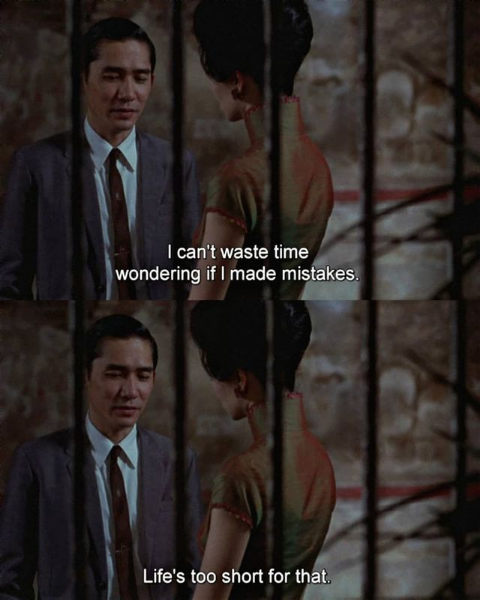 I can't waste time
wondering if I made mistakes.
Life's too short for that.